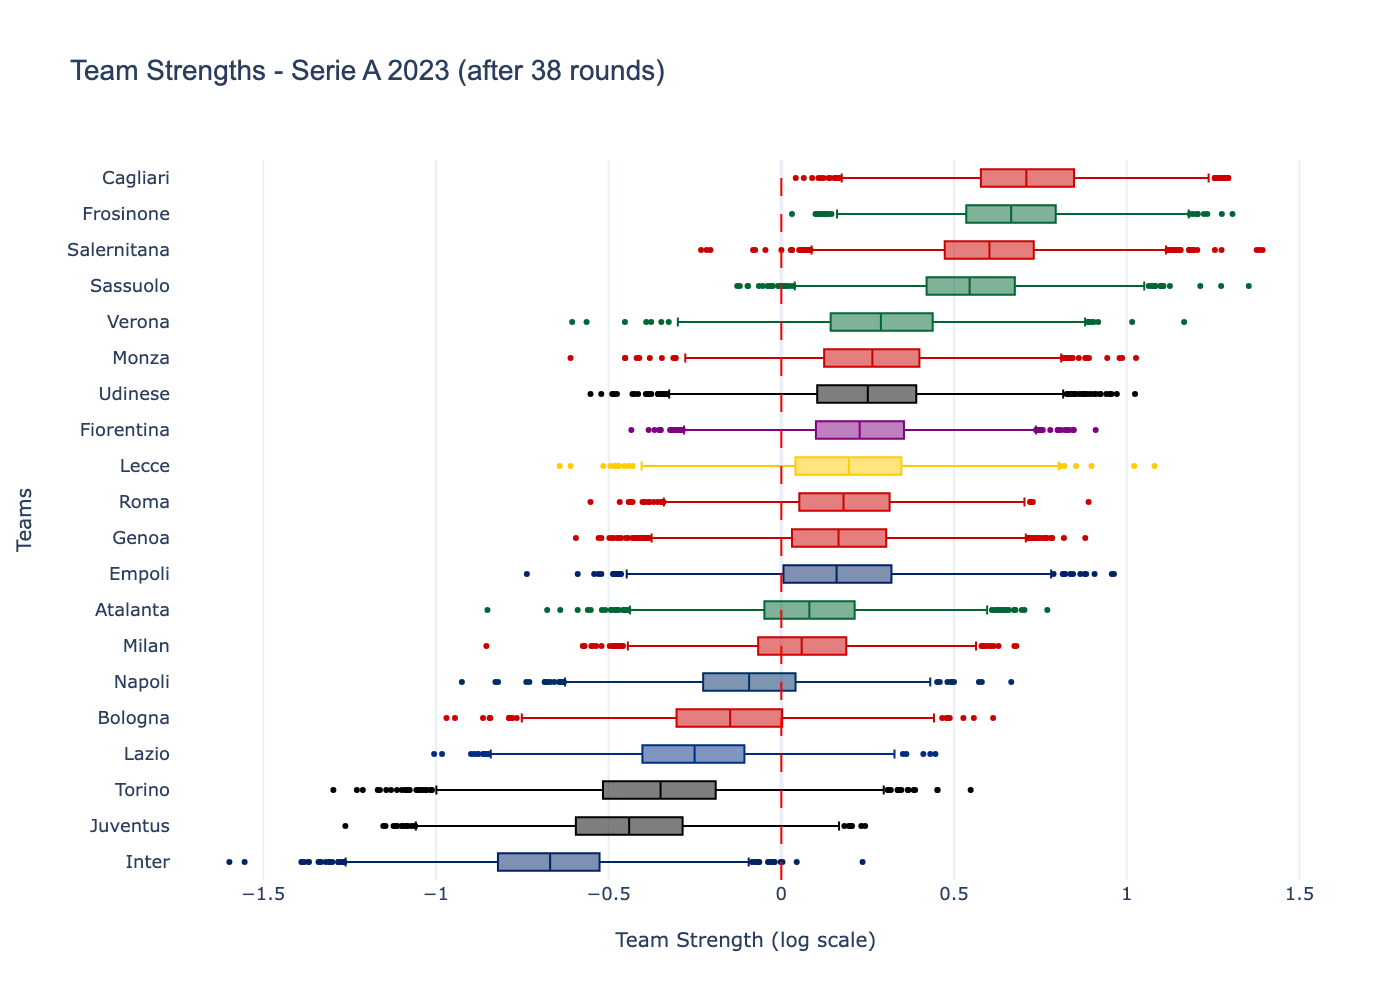 Team Strengths - Serie A 2023 (after 38 rounds)
Cagliari
Frosinone
Salernitana
Sassuolo
Verona
Monza
Udinese
Fiorentina
Lecce
Roma
Genoa
Empoli
Atalanta
Milan
Napoli
Bologna
Lazio
Torino
Juventus
Inter
Teams
−1.5 −1 −0.5 0 0.5 1 1.5
Team Strength (log scale)